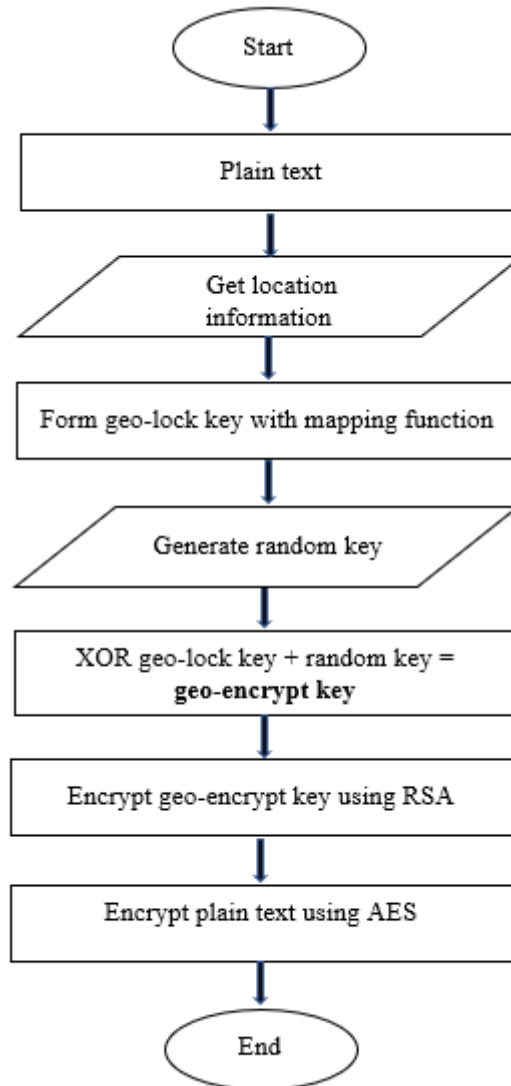 Start
Plain text
Get location
information
Form geo-lock key with mapping function
Generate random key
XOR geo-lock key + random key =
geo-encrypt key
Encrypt geo-encrypt key using RSA
Encrypt plain text using AES
End